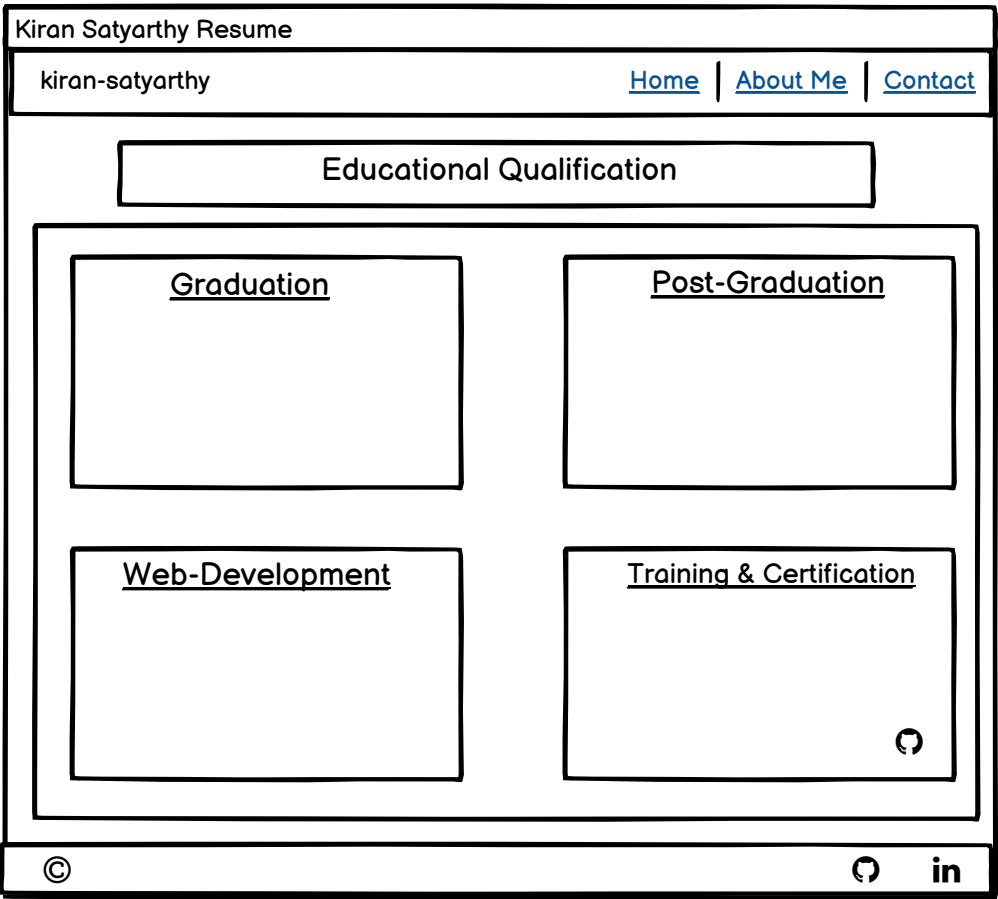 Kiran Satyarthy Resume
kiran-satyarthy
Home | About Me | Contact
Educational Qualification
Graduation
Post-Graduation
Web-Development
Training & Certification
©
in